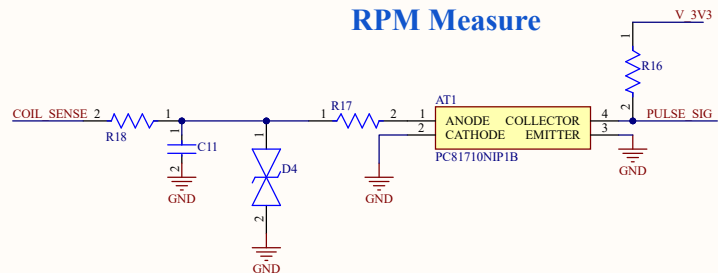 RPM Measure
V_3V3
1
R16
2
COIL_SENSE 2 1
R18
1
C11
2
GND
1
D4
2
GND
1 R17 2
AT1
1 ANODE COLLECTOR 4
2 CATHODE EMITTER 3
PC81710NIP1B
GND
PULSE_SIG
GND